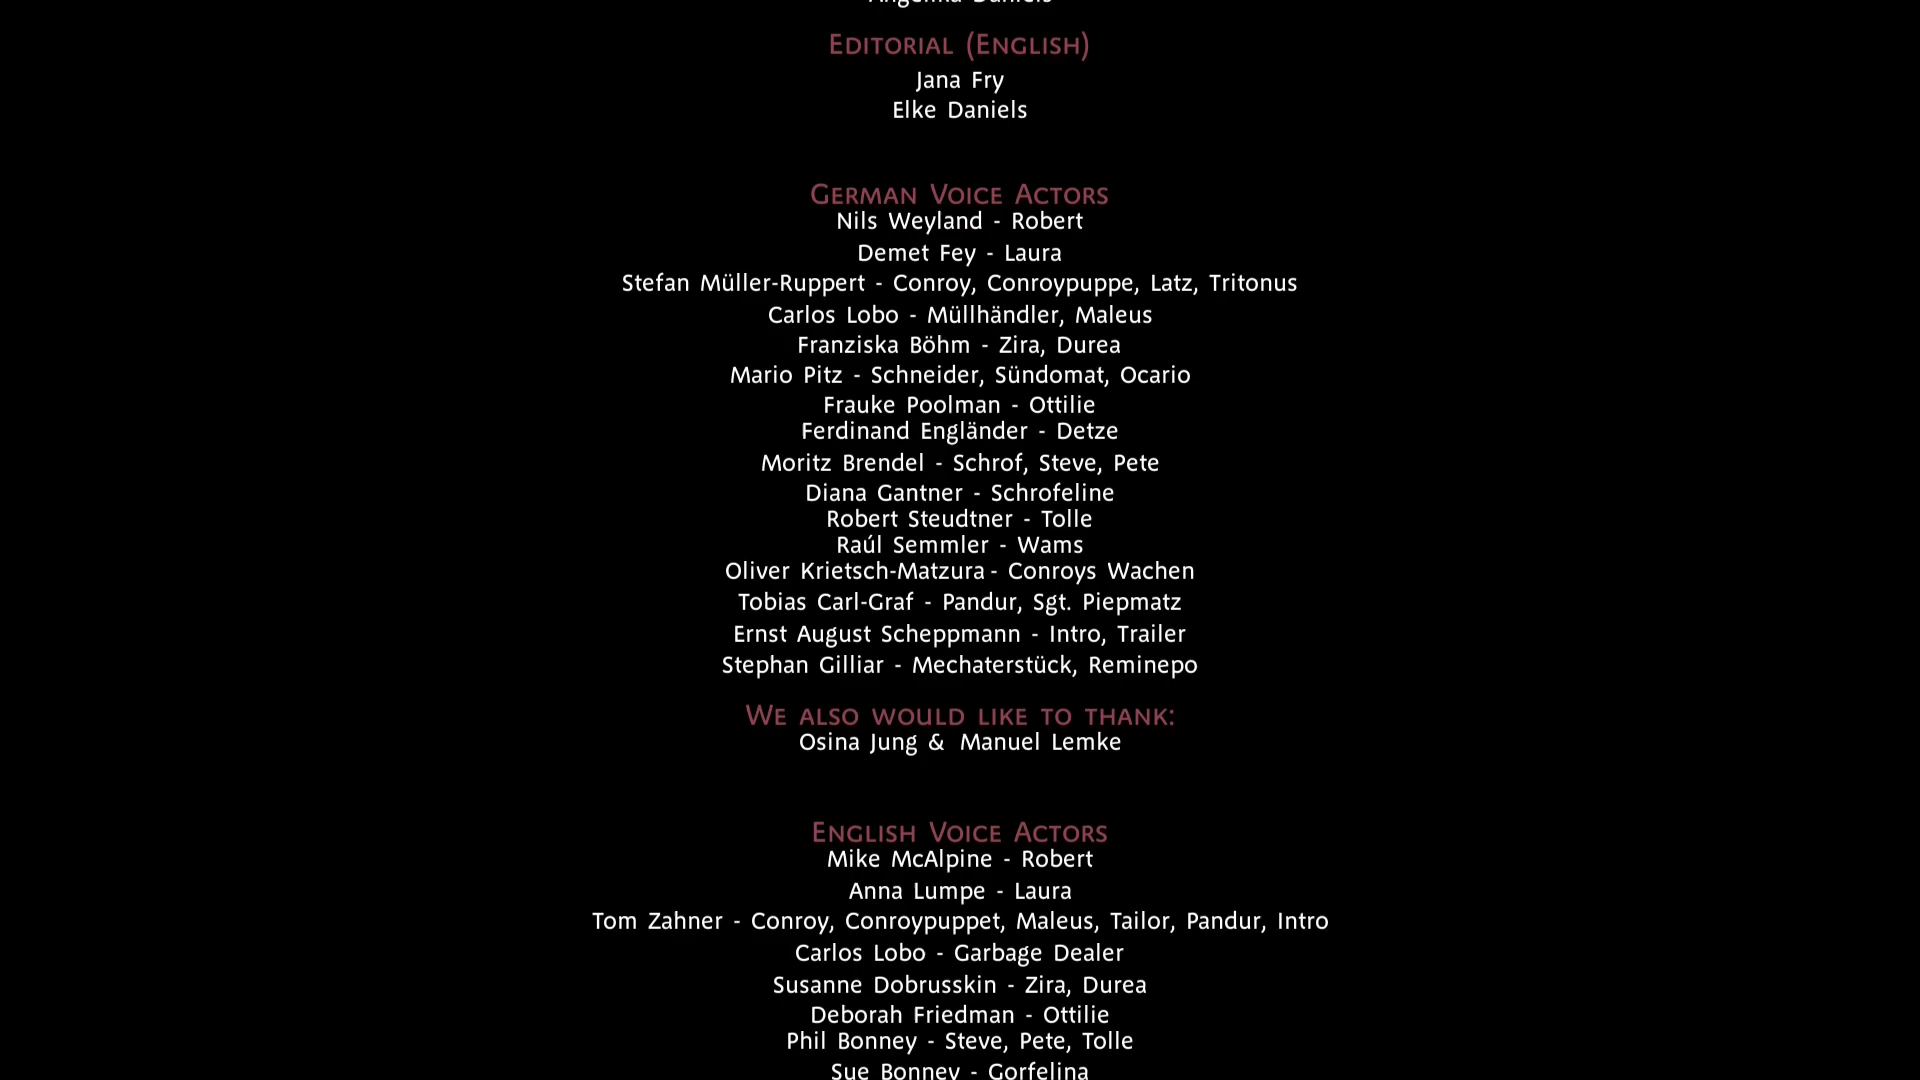 Angelika Daniels
Editorial (English)
Jana Fry
Elke Daniels
German Voice Actors
Nils Weyland - Robert
Demet Fey - Laura
Stefan Müller-Ruppert - Conroy, Conroypuppe, Latz, Tritonus
Carlos Lobo - Müllhändler, Maleus
Franziska Böhm - Zira, Durea
Mario Pitz - Schneider, Sündomat, Ocario
Frauke Poolman - Ottilie
Ferdinand Engländer - Detze
Moritz Brendel - Schrof, Steve, Pete
Diana Gantner - Schrofeline
Robert Steudtner - Tolle
Raúl Semmler - Wams
Oliver Krietsch-Matzura - Conroys Wachen
Tobias Carl-Graf - Pandur, Sgt. Piepmatz
Ernst August Scheppmann - Intro, Trailer
Stephan Gilliar - Mechaterstück, Reminepo
We also would like to thank:
Osina Jung & Manuel Lemke
English Voice Actors
Mike McAlpine - Robert
Anna Lumpe - Laura
Tom Zahner - Conroy, Conroypuppet, Maleus, Tailor, Pandur, Intro
Carlos Lobo - Garbage Dealer
Susanne Dobrusskin - Zira, Durea
Deborah Friedman - Ottilie
Phil Bonney - Steve, Pete, Tolle
Sue Bonney - Gorfelina